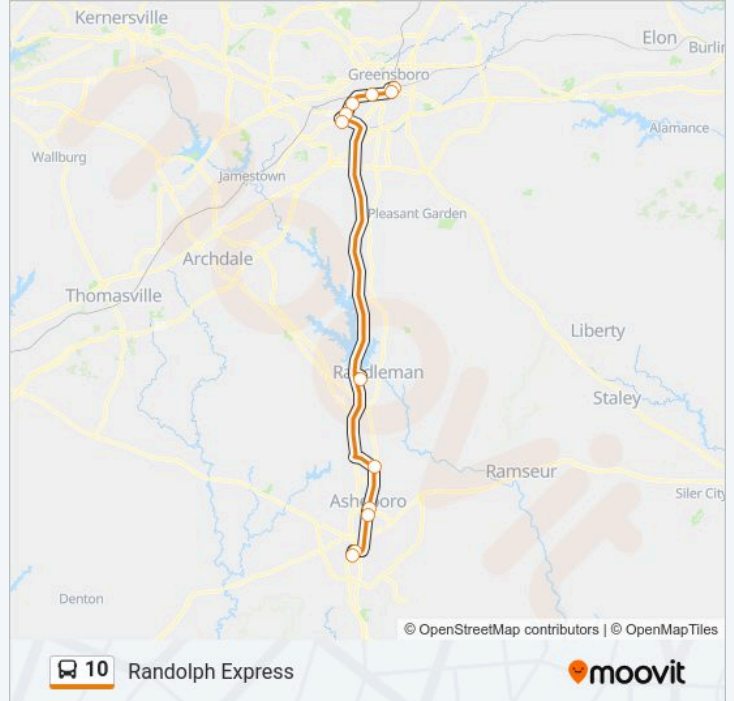 Kernersville
Elon
Burlin
Greensboro
Alamance
Wallburg
Jamestown
Pleasant Garden
Archdale
Thomasville
Liberty
Randleman
Staley
Ramseur
Asheboro
Siler City
Denton
moovit
© OpenStreetMap contributors | © OpenMapTiles
10 Randolph Express
moovit